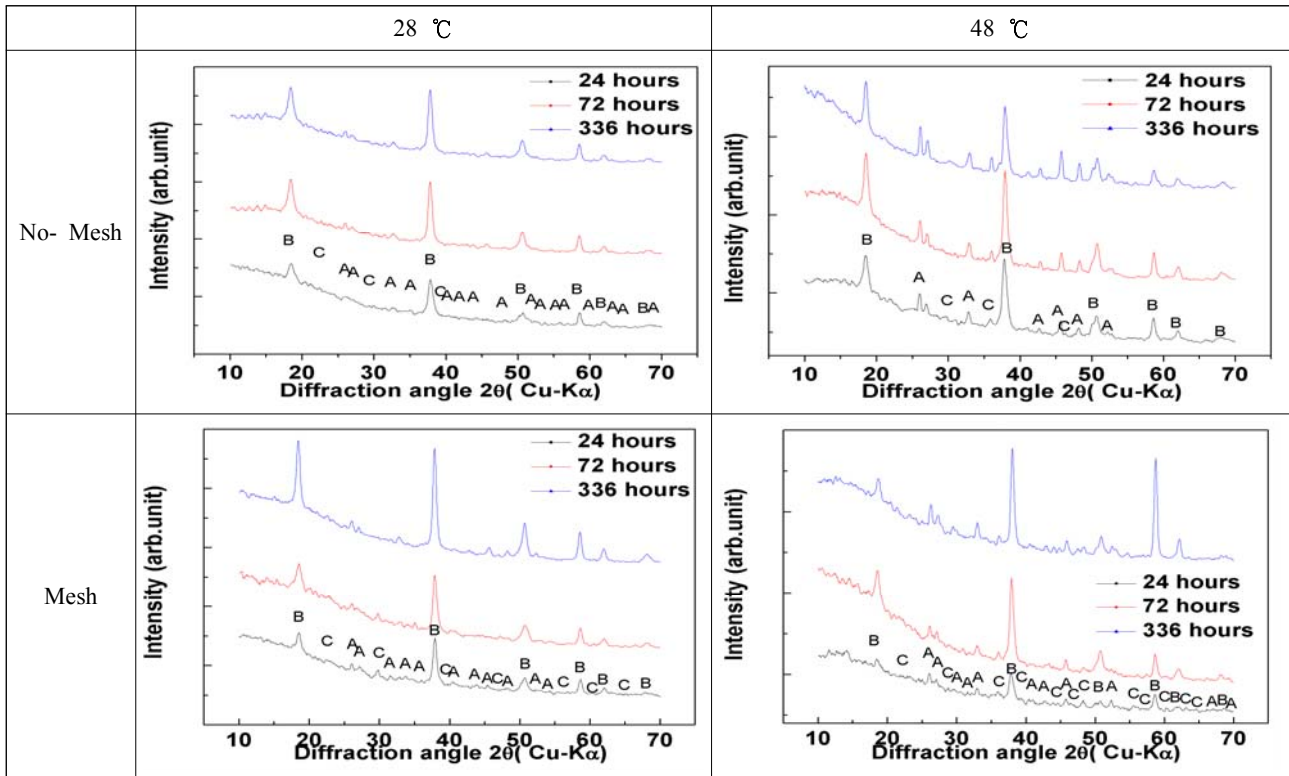 28 ℃
48 ℃
No- Mesh
Intensity (arb.unit)
24 hours
72 hours
336 hours
B
C
A A C A A B C A A A A B A A A A B A B A A B A
10 20 30 40 50 60 70
Diffraction angle 2θ( Cu-Kα)
Intensity (arb.unit)
24 hours
72 hours
336 hours
B
A C A C B A A C A B A B B B
10 20 30 40 50 60 70
Diffraction angle 2θ( Cu-Kα)
Mesh
Intensity (arb.unit)
24 hours
72 hours
336 hours
B C A A C A A A B C A A A C A B A A C B C B C B
10 20 30 40 50 60 70
Diffraction angle 2θ( Cu-Kα)
Intensity (arb.unit)
24 hours
72 hours
336 hours
B C A A C A A A C B C A A C A C C B A C C B C B C C A B A
10 20 30 40 50 60 70
Diffraction angle 2θ( Cu-Kα)